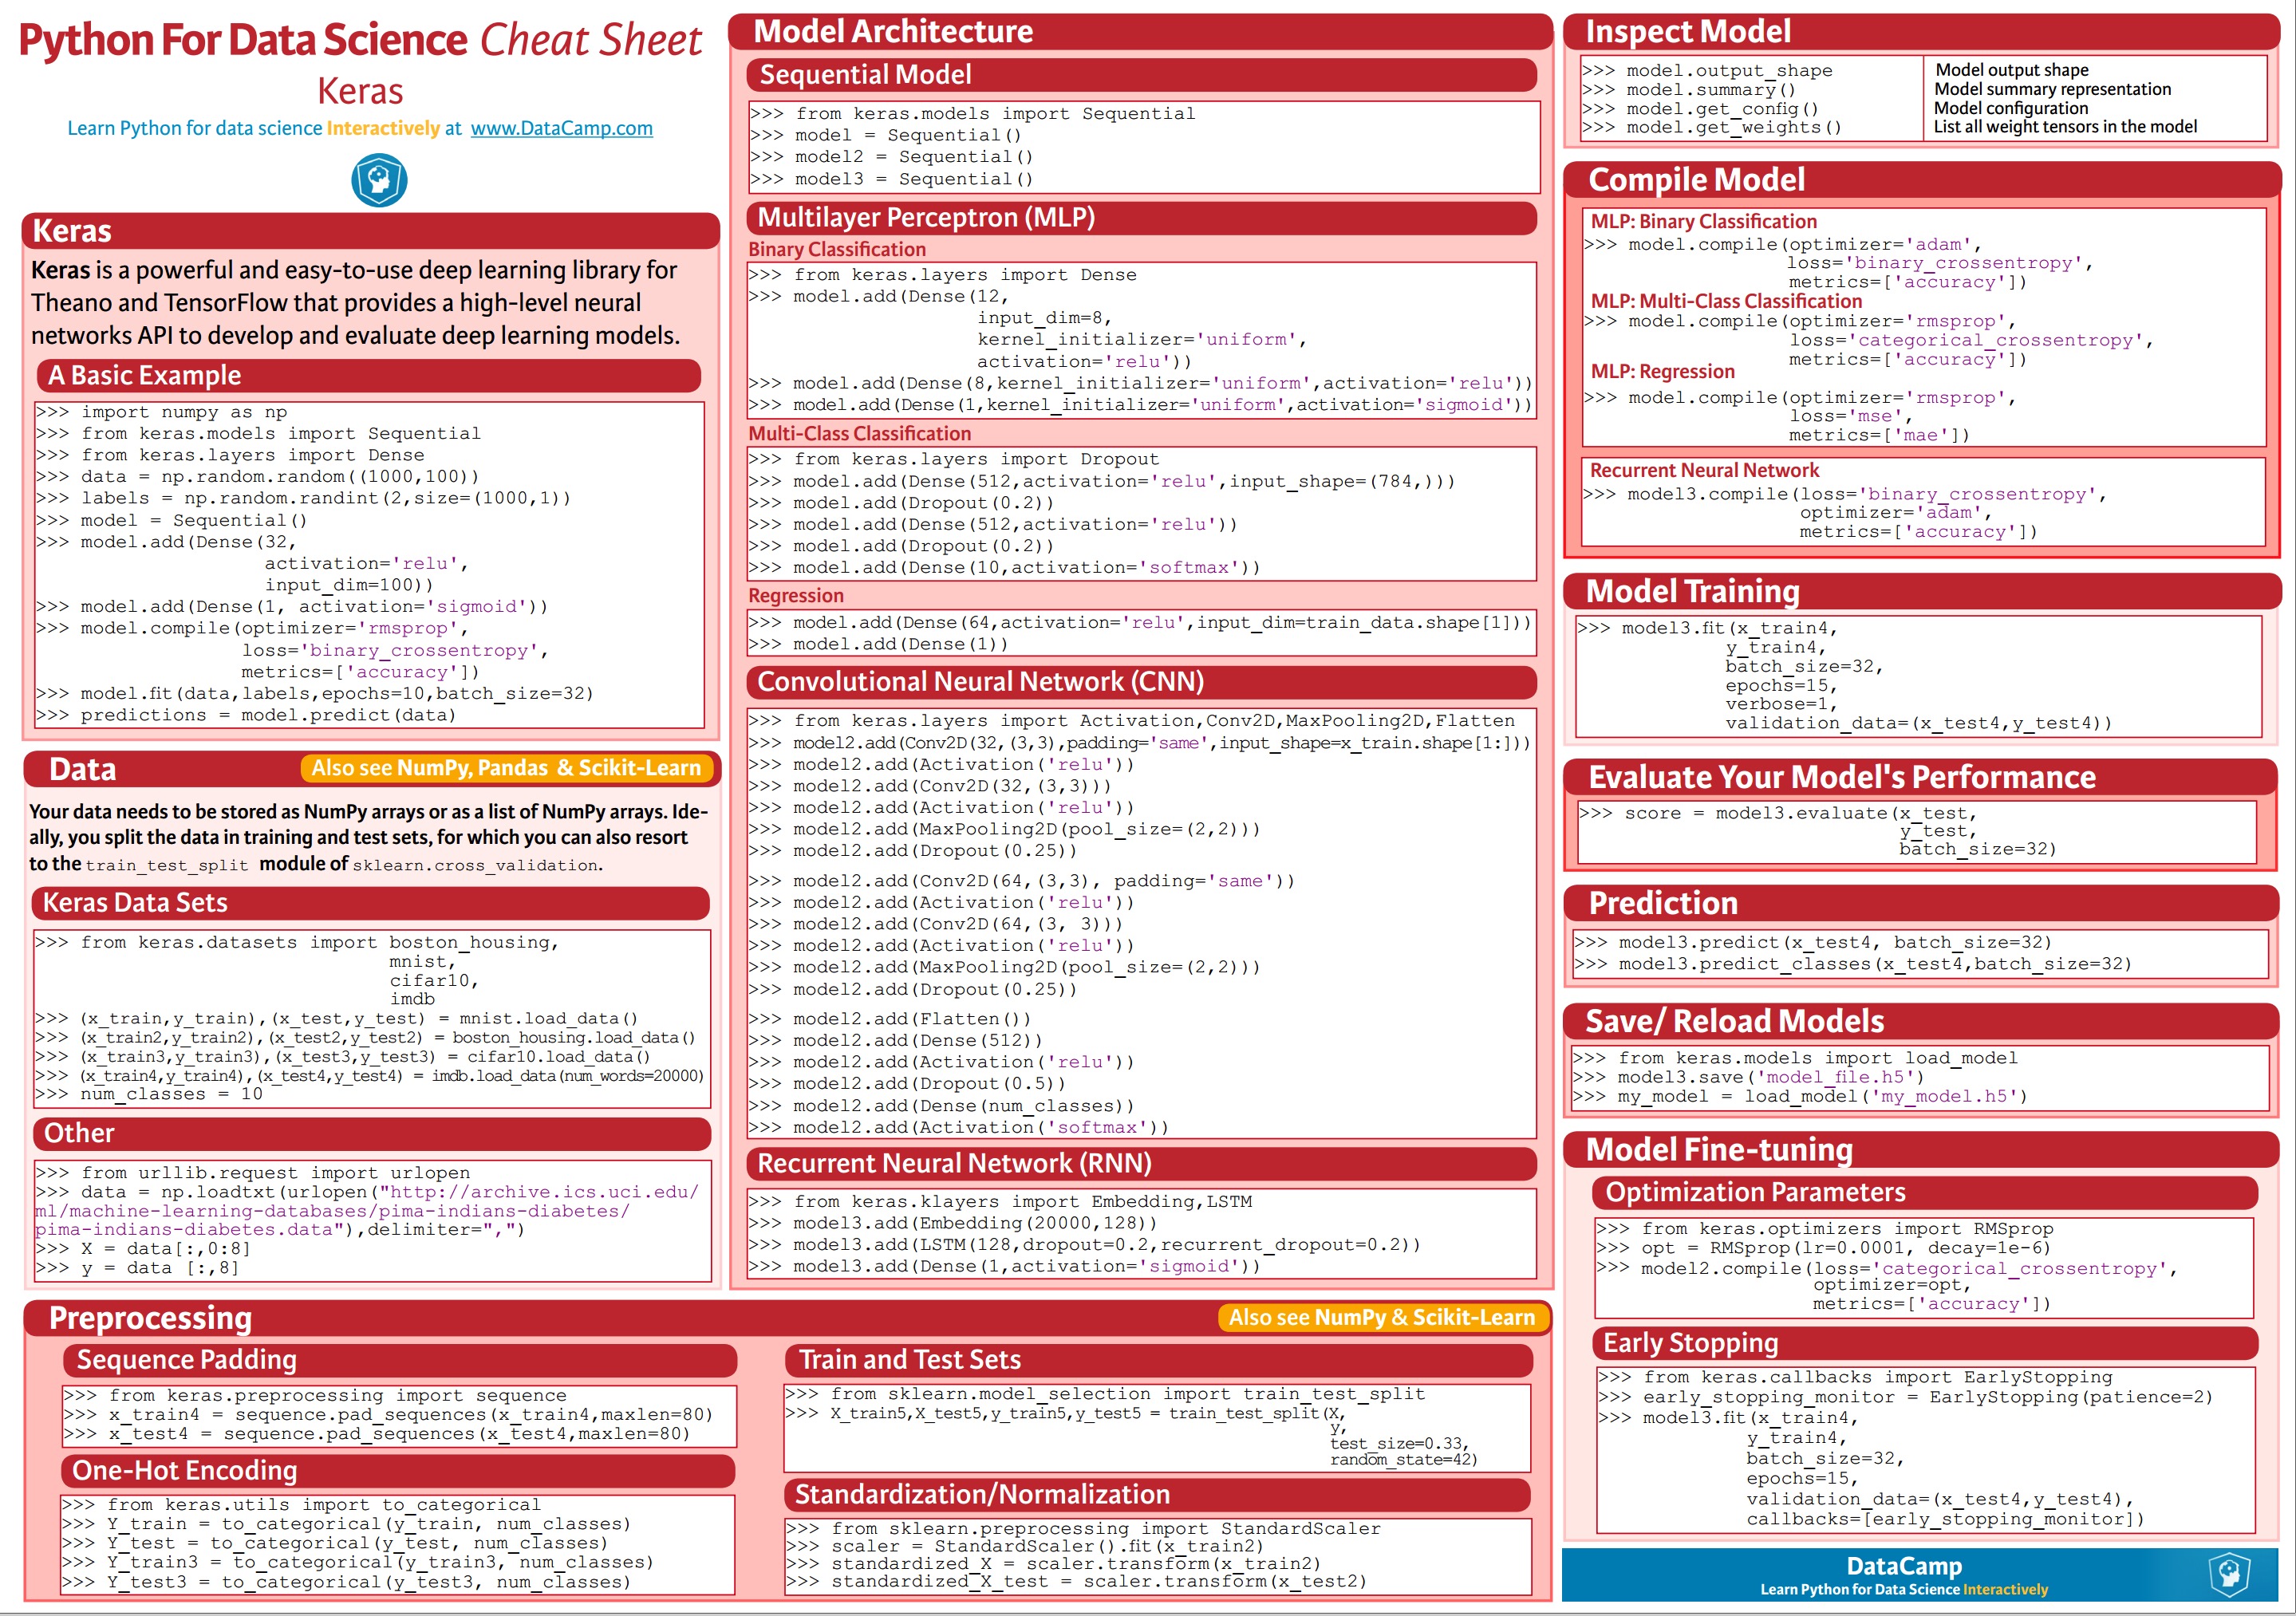 Python For Data Science Cheat Sheet
Keras
Learn Python for data science Interactively at www.DataCamp.com
Keras
Keras is a powerful and easy-to-use deep learning library for
Theano and TensorFlow that provides a high-level neural
networks API to develop and evaluate deep learning models.
A Basic Example
>>> import numpy as np
>>> from keras.models import Sequential
>>> from keras.layers import Dense
>>> data = np.random.random((1000,100))
>>> labels = np.random.randint(2,size=(1000,1))
>>> model = Sequential()
>>> model.add(Dense(32,
activation='relu',
input_dim=100))
>>> model.add(Dense(1, activation='sigmoid'))
>>> model.compile(optimizer='rmsprop',
loss='binary_crossentropy',
metrics=['accuracy'])
>>> model.fit(data,labels,epochs=10,batch_size=32)
>>> predictions = model.predict(data)
Data
Also see NumPy, Pandas & Scikit-Learn
Your data needs to be stored as NumPy arrays or as a list of NumPy arrays. Ide-
ally, you split the data in training and test sets, for which you can also resort
to the train_test_split module of sklearn.cross_validation.
Keras Data Sets
>>> from keras.datasets import boston_housing,
mnist,
cifar10,
imdb
>>> (x_train,y_train),(x_test,y_test) = mnist.load_data()
>>> (x_train2,y_train2),(x_test2,y_test2) = boston_housing.load_data()
>>> (x_train3,y_train3),(x_test3,y_test3) = cifar10.load_data()
>>> (x_train4,y_train4),(x_test4,y_test4) = imdb.load_data(num_words=20000)
>>> num_classes = 10
Other
>>> from urllib.request import urlopen
>>> data = np.loadtxt(urlopen("http://archive.ics.uci.edu/
ml/machine-learning-databases/pima-indians-diabetes/
pima-indians-diabetes.data"),delimiter=",")
>>> X = data[:,0:8]
>>> y = data [:,8]
Model Architecture
Sequential Model
>>> from keras.models import Sequential
>>> model = Sequential()
>>> model2 = Sequential()
>>> model3 = Sequential()
Multilayer Perceptron (MLP)
Binary Classification
>>> from keras.layers import Dense
>>> model.add(Dense(12,
input_dim=8,
kernel_initializer='uniform',
activation='relu'))
>>> model.add(Dense(8,kernel_initializer='uniform',activation='relu'))
>>> model.add(Dense(1,kernel_initializer='uniform',activation='sigmoid'))
Multi-Class Classification
>>> from keras.layers import Dropout
>>> model.add(Dense(512,activation='relu',input_shape=(784,)))
>>> model.add(Dropout(0.2))
>>> model.add(Dense(512,activation='relu'))
>>> model.add(Dropout(0.2))
>>> model.add(Dense(10,activation='softmax'))
Regression
>>> model.add(Dense(64,activation='relu',input_dim=train_data.shape[1]))
>>> model.add(Dense(1))
Convolutional Neural Network (CNN)
>>> from keras.layers import Activation,Conv2D,MaxPooling2D,Flatten
>>> model2.add(Conv2D(32,(3,3),padding='same',input_shape=x_train.shape[1:]))
>>> model2.add(Activation('relu'))
>>> model2.add(Conv2D(32,(3,3)))
>>> model2.add(Activation('relu'))
>>> model2.add(MaxPooling2D(pool_size=(2,2)))
>>> model2.add(Dropout(0.25))
>>> model2.add(Conv2D(64,(3,3), padding='same'))
>>> model2.add(Activation('relu'))
>>> model2.add(Conv2D(64,(3, 3)))
>>> model2.add(Activation('relu'))
>>> model2.add(MaxPooling2D(pool_size=(2,2)))
>>> model2.add(Dropout(0.25))
>>> model2.add(Flatten())
>>> model2.add(Dense(512))
>>> model2.add(Activation('relu'))
>>> model2.add(Dropout(0.5))
>>> model2.add(Dense(num_classes))
>>> model2.add(Activation('softmax'))
Recurrent Neural Network (RNN)
>>> from keras.klayers import Embedding,LSTM
>>> model3.add(Embedding(20000,128))
>>> model3.add(LSTM(128,dropout=0.2,recurrent_dropout=0.2))
>>> model3.add(Dense(1,activation='sigmoid'))
Preprocessing
Also see NumPy & Scikit-Learn
Sequence Padding
>>> from keras.preprocessing import sequence
>>> x_train4 = sequence.pad_sequences(x_train4,maxlen=80)
>>> x_test4 = sequence.pad_sequences(x_test4,maxlen=80)
One-Hot Encoding
>>> from keras.utils import to_categorical
>>> Y_train = to_categorical(y_train, num_classes)
>>> Y_test = to_categorical(y_test, num_classes)
>>> Y_train3 = to_categorical(y_train3, num_classes)
>>> Y_test3 = to_categorical(y_test3, num_classes)
Train and Test Sets
>>> from sklearn.model_selection import train_test_split
>>> X_train5,X_test5,y_train5,y_test5 = train_test_split(X,
y,
test_size=0.33,
random_state=42)
Standardization/Normalization
>>> from sklearn.preprocessing import StandardScaler
>>> scaler = StandardScaler().fit(x_train2)
>>> standardized_X = scaler.transform(x_train2)
>>> standardized_X_test = scaler.transform(x_test2)
Inspect Model
>>> model.output_shape Model output shape
>>> model.summary() Model summary representation
>>> model.get_config() Model configuration
>>> model.get_weights() List all weight tensors in the model
Compile Model
MLP: Binary Classification
>>> model.compile(optimizer='adam',
loss='binary_crossentropy',
metrics=['accuracy'])
MLP: Multi-Class Classification
>>> model.compile(optimizer='rmsprop',
loss='categorical_crossentropy',
metrics=['accuracy'])
MLP: Regression
>>> model.compile(optimizer='rmsprop',
loss='mse',
metrics=['mae'])
Recurrent Neural Network
>>> model3.compile(loss='binary_crossentropy',
optimizer='adam',
metrics=['accuracy'])
Model Training
>>> model3.fit(x_train4,
y_train4,
batch_size=32,
epochs=15,
verbose=1,
validation_data=(x_test4,y_test4))
Evaluate Your Model's Performance
>>> score = model3.evaluate(x_test,
y_test,
batch_size=32)
Prediction
>>> model3.predict(x_test4, batch_size=32)
>>> model3.predict_classes(x_test4,batch_size=32)
Save/ Reload Models
>>> from keras.models import load_model
>>> model3.save('model_file.h5')
>>> my_model = load_model('my_model.h5')
Model Fine-tuning
Optimization Parameters
>>> from keras.optimizers import RMSprop
>>> opt = RMSprop(lr=0.0001, decay=1e-6)
>>> model2.compile(loss='categorical_crossentropy',
optimizer=opt,
metrics=['accuracy'])
Early Stopping
>>> from keras.callbacks import EarlyStopping
>>> early_stopping_monitor = EarlyStopping(patience=2)
>>> model3.fit(x_train4,
y_train4,
batch_size=32,
epochs=15,
validation_data=(x_test4,y_test4),
callbacks=[early_stopping_monitor])
DataCamp
Learn Python for Data Science Interactively